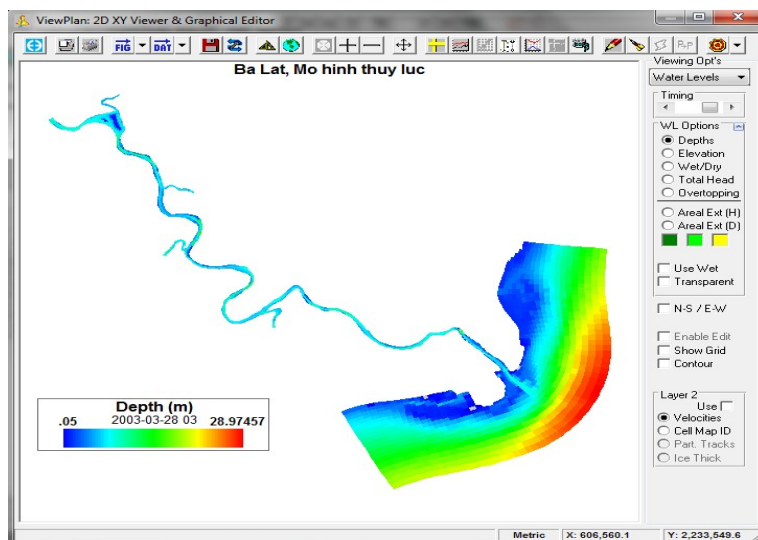 ViewPlan: 2D XY Viewer & Graphical Editor
FIG
DAT
Viewing Opt's
Water Levels
Timing
WL Options
Depths
Elevation
Wet/Dry
Total Head
Overtopping
Areal Ext (H)
Areal Ext (D)
Use Wet
Transparent
N-S / E-W
Enable Edit
Show Grid
Contour
Layer 2
Use
Velocities
Cell Map ID
Part. Tracks
Ice Thick
Ba Lat, Mo hinh thuy luc
Depth (m)
.05 2003-03-28 03 28.97457
Metric X: 606,560.1 Y: 2,233,549.6